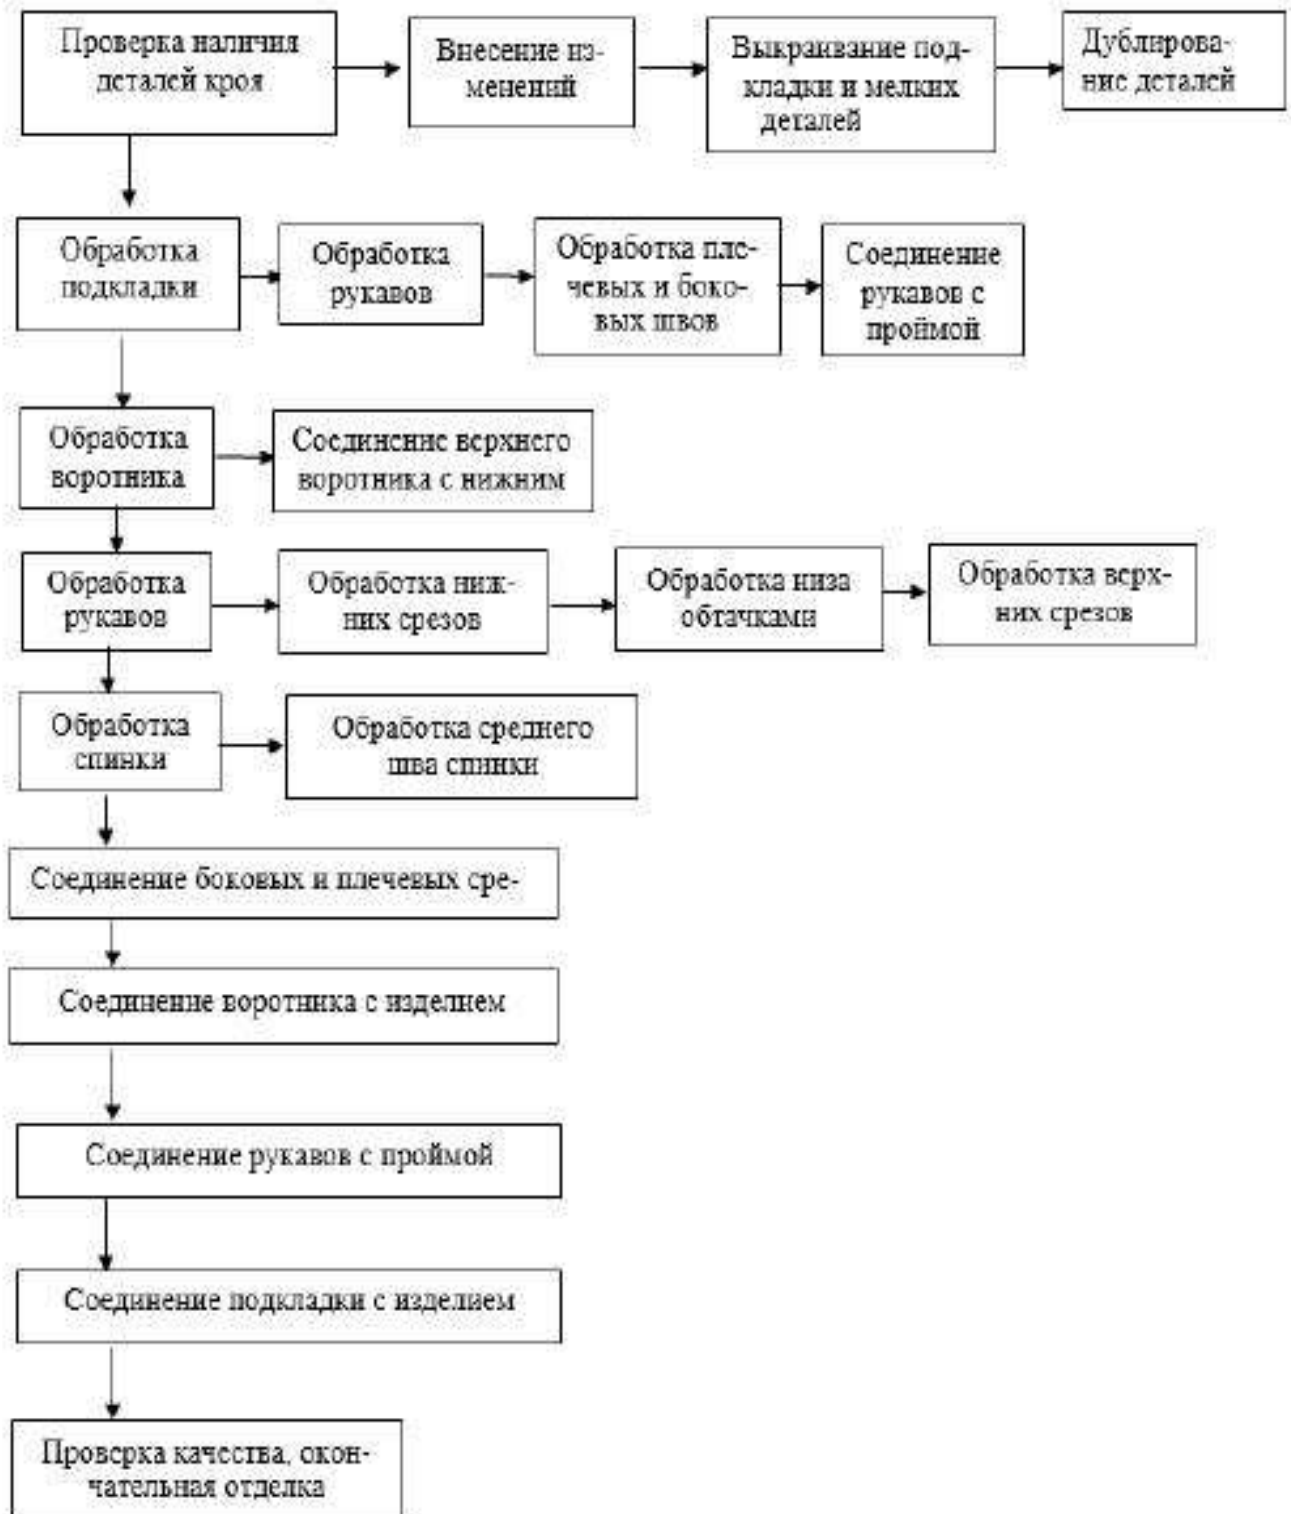 Проверка наличия
деталей кроя
Внесение из-
менений
Выкраивание под-
кладки и мелких
деталей
Дублирова-
ние деталей
Обработка
подкладки
Обработка
рукавов
Обработка пле-
чевых и боко-
вых швов
Соединение
рукавов с
проймой
Обработка
воротника
Соединение верхнего
воротника с нижним
Обработка
рукавов
Обработка ниж-
них срезов
Обработка низа
обтачками
Обработка верх-
них срезов
Обработка
спинки
Обработка среднего
шва спинки
Соединение боковых и плечевых сре-
Соединение воротника с изделием
Соединение рукавов с проймой
Соединение подкладки с изделием
Проверка качества, окон-
чательная отделка